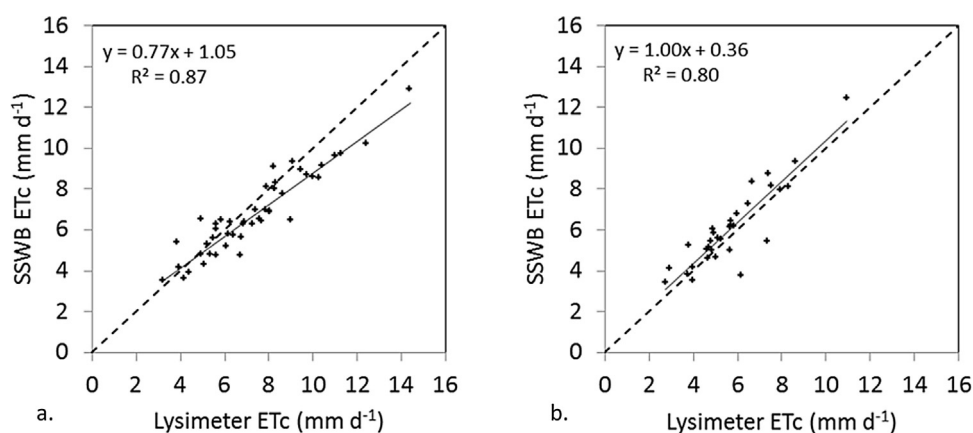 16
14
12
10
8
6
4
2
0
SSWB ETc (mm d⁻¹)
y = 0.77x + 1.05
R² = 0.87
0 2 4 6 8 10 12 14 16
a. Lysimeter ETc (mm d⁻¹)
16
14
12
10
8
6
4
2
0
SSWB ETc (mm d⁻¹)
y = 1.00x + 0.36
R² = 0.80
0 2 4 6 8 10 12 14 16
b. Lysimeter ETc (mm d⁻¹)